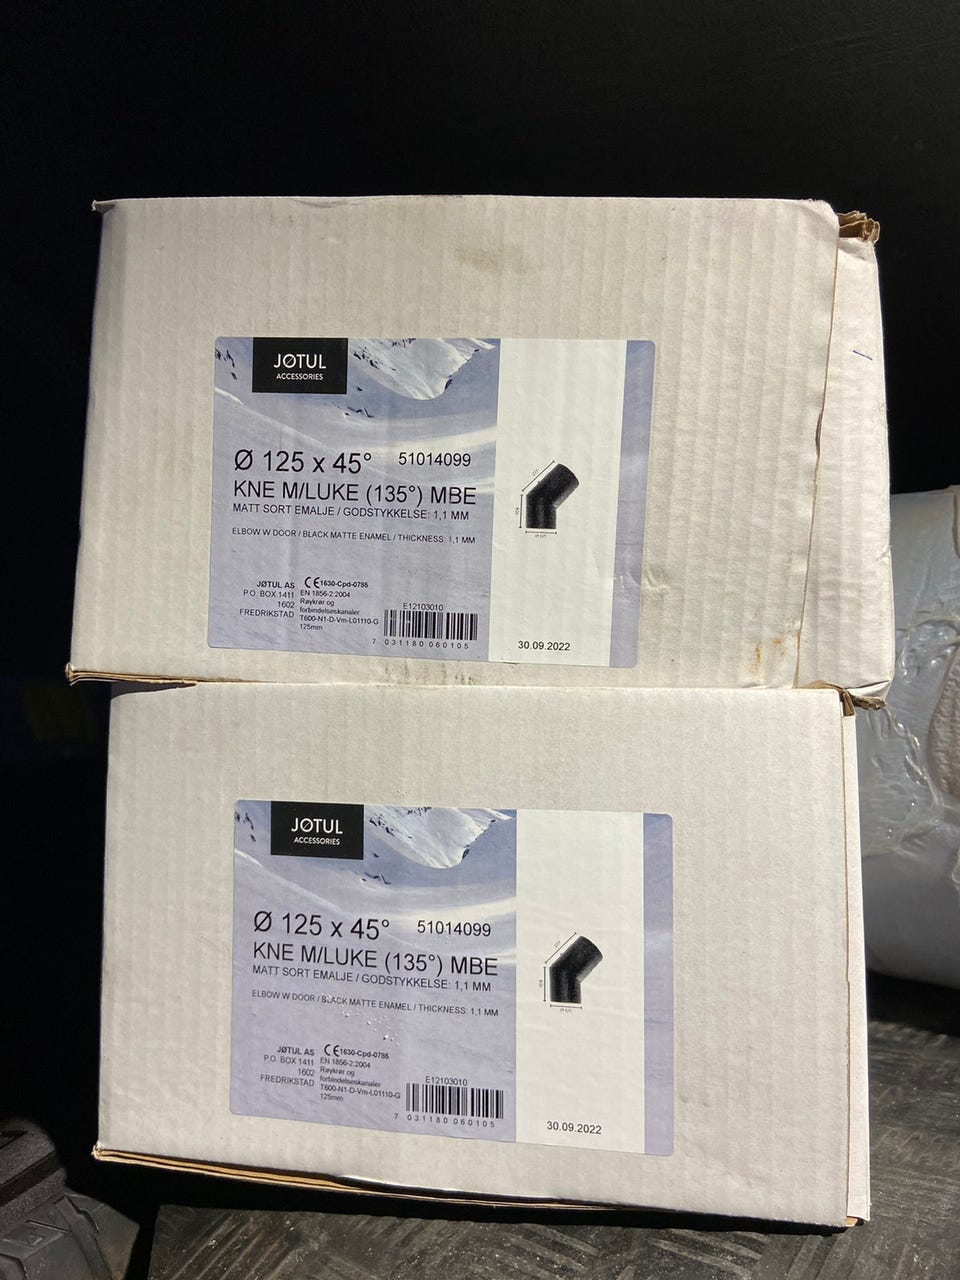 JØTUL
ACCESSORIES
Ø 125 x 45° 51014099
KNE M/LUKE (135°) MBE
MATT SORT EMALJE / GODSTYKKELSE: 1,1 MM
ELBOW W DOOR / BLACK MATTE ENAMEL / THICKNESS: 1,1 MM
JØTUL AS
P.O. BOX 1411
1602
FREDRIKSTAD
CE 1630-Cpd-0785
EN 1856-2:2004
Røykrør og
forbindelseskanaler
T600-N1-D-Vm-L01110-G
125mm
E12103010
7 031180 060105
30.09.2022
JØTUL
ACCESSORIES
Ø 125 x 45° 51014099
KNE M/LUKE (135°) MBE
MATT SORT EMALJE / GODSTYKKELSE: 1,1 MM
ELBOW W DOOR / BLACK MATTE ENAMEL / THICKNESS: 1,1 MM
JØTUL AS
P.O. BOX 1411
1602
FREDRIKSTAD
CE 1630-Cpd-0785
EN 1856-2:2004
Røykrør og
forbindelseskanaler
T600-N1-D-Vm-L01110-G
125mm
E12103010
7 031180 060105
30.09.2022